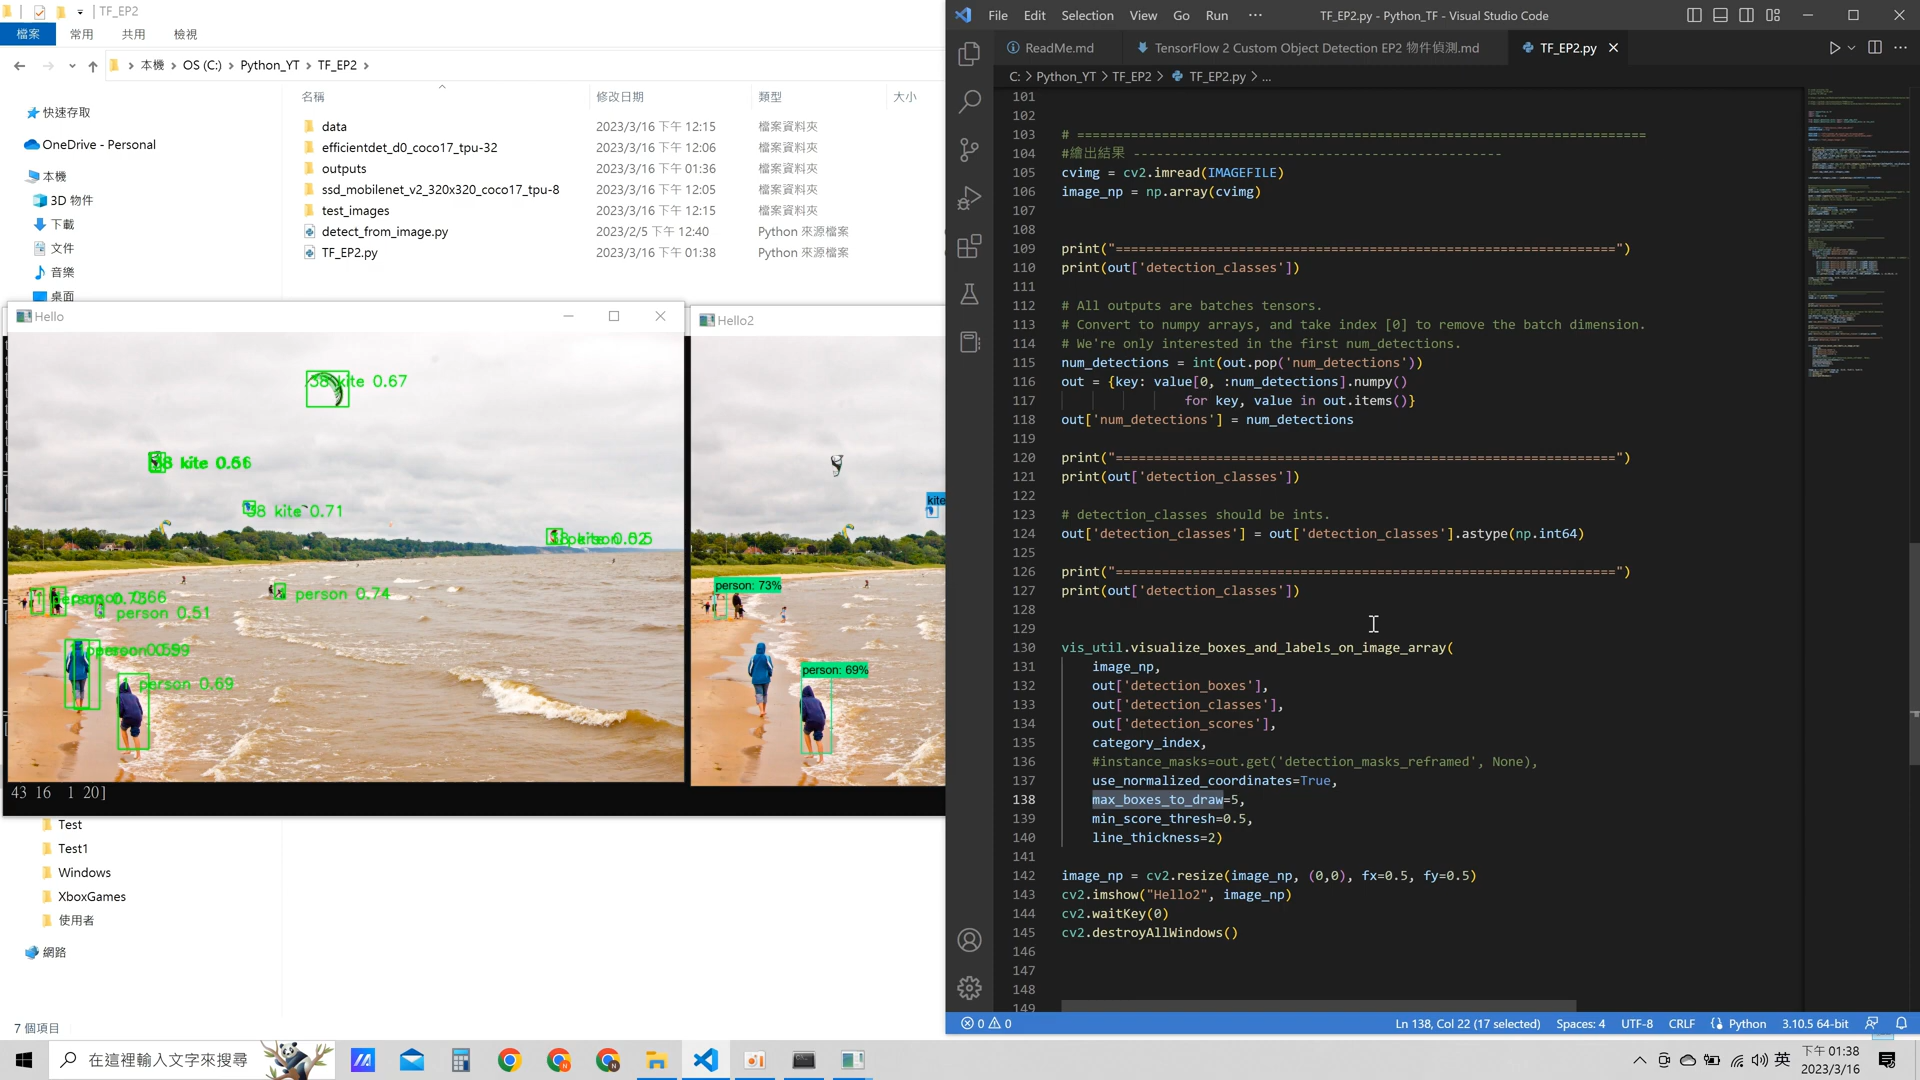 TF_EP2
檔案 常用 共用 檢視
本機 OS (C:) Python_YT TF_EP2
名稱 修改日期 類型 大小
快速存取
OneDrive - Personal
本機
3D 物件
下載
文件
音樂
桌面
data 2023/3/16 下午 12:15 檔案資料夾
efficientdet_d0_coco17_tpu-32 2023/3/16 下午 12:06 檔案資料夾
outputs 2023/3/16 下午 01:36 檔案資料夾
ssd_mobilenet_v2_320x320_coco17_tpu-8 2023/3/16 下午 12:05 檔案資料夾
test_images 2023/3/16 下午 12:15 檔案資料夾
detect_from_image.py 2023/2/5 下午 12:40 Python 來源檔案
TF_EP2.py 2023/3/16 下午 01:38 Python 來源檔案
Hello
38 kite 0.67
kite
38 kite 0.71
person 0.74
person 0.51
person 0.69
43 16 1 20]
Hello2
kite
person: 73%
person: 69%
Test
Test1
Windows
XboxGames
使用者
網路
7 個項目
File Edit Selection View Go Run ··· TF_EP2.py - Python_TF - Visual Studio Code
ReadMe.md TensorFlow 2 Custom Object Detection EP2 物件偵測.md TF_EP2.py
C: > Python_YT > TF_EP2 > TF_EP2.py > ...
101
102
103 # ==========================================================================
104 #繪出結果 ------------------------------------------------
105 cvimg = cv2.imread(IMAGEFILE)
106 image_np = np.array(cvimg)
107
108
109 print("=================================================================")
110 print(out['detection_classes'])
111
112 # All outputs are batches tensors.
113 # Convert to numpy arrays, and take index [0] to remove the batch dimension.
114 # We're only interested in the first num_detections.
115 num_detections = int(out.pop('num_detections'))
116 out = {key: value[0, :num_detections].numpy()
117 for key, value in out.items()}
118 out['num_detections'] = num_detections
119
120 print("=================================================================")
121 print(out['detection_classes'])
122
123 # detection_classes should be ints.
124 out['detection_classes'] = out['detection_classes'].astype(np.int64)
125
126 print("=================================================================")
127 print(out['detection_classes'])
128
129
130 vis_util.visualize_boxes_and_labels_on_image_array(
131 image_np,
132 out['detection_boxes'],
133 out['detection_classes'],
134 out['detection_scores'],
135 category_index,
136 #instance_masks=out.get('detection_masks_reframed', None),
137 use_normalized_coordinates=True,
138 max_boxes_to_draw=5,
139 min_score_thresh=0.5,
140 line_thickness=2)
141
142 image_np = cv2.resize(image_np, (0,0), fx=0.5, fy=0.5)
143 cv2.imshow("Hello2", image_np)
144 cv2.waitKey(0)
145 cv2.destroyAllWindows()
146
147
148
149
0 0 Ln 138, Col 22 (17 selected) Spaces: 4 UTF-8 CRLF Python 3.10.5 64-bit
在這裡輸入文字來搜尋
英 下午 01:38
2023/3/16